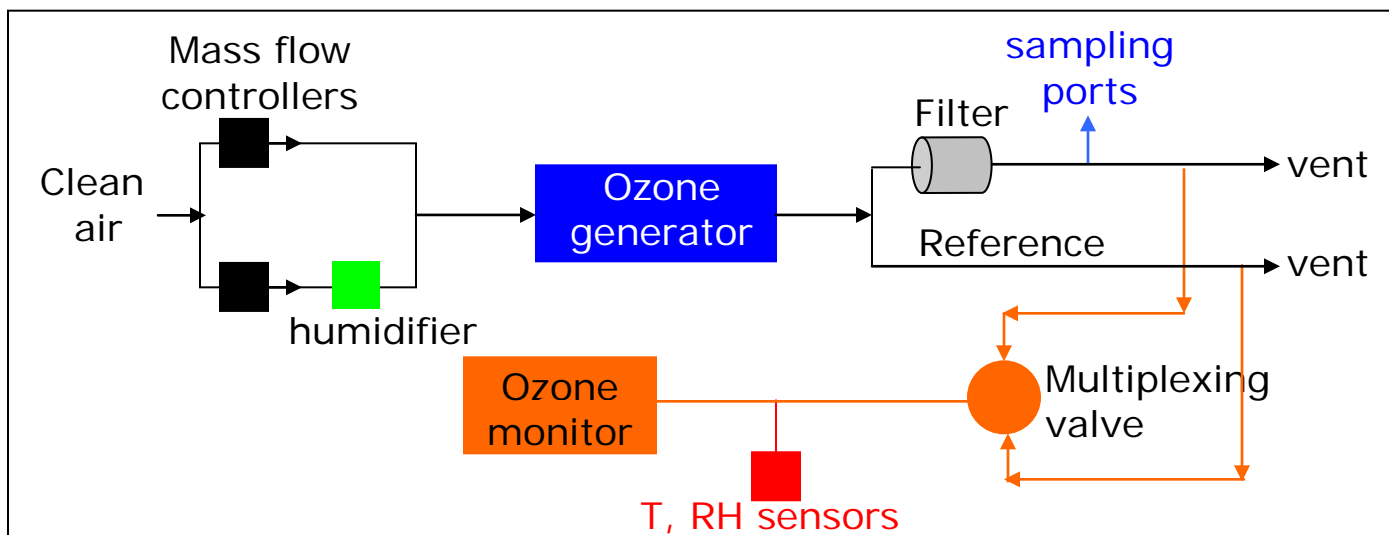 Mass flow
controllers
Clean
air
humidifier
Ozone
generator
Filter
sampling
ports
vent
Reference
vent
Multiplexing
valve
Ozone
monitor
T, RH sensors